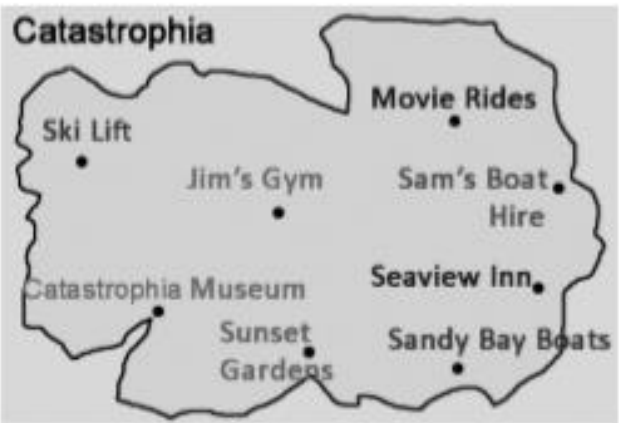 Catastrophia
Movie Rides
Ski Lift
Jim's Gym
Sam's Boat
Hire
Seaview Inn
Catastrophia Museum
Sunset
Gardens
Sandy Bay Boats